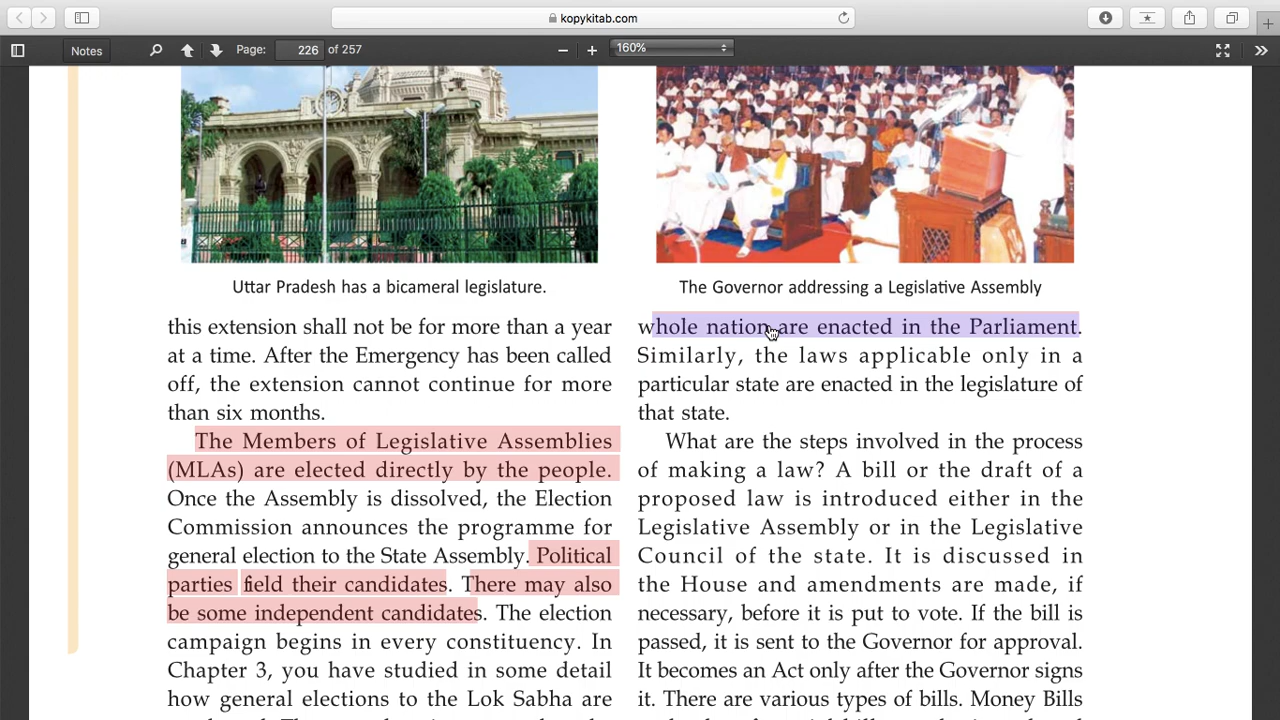 kopykitab.com
Notes
Page: 226 of 257
160%
Uttar Pradesh has a bicameral legislature.
this extension shall not be for more than a year
at a time. After the Emergency has been called
off, the extension cannot continue for more
than six months.
The Members of Legislative Assemblies
(MLAs) are elected directly by the people.
Once the Assembly is dissolved, the Election
Commission announces the programme for
general election to the State Assembly. Political
parties field their candidates. There may also
be some independent candidates. The election
campaign begins in every constituency. In
Chapter 3, you have studied in some detail
how general elections to the Lok Sabha are
The Governor addressing a Legislative Assembly
whole nation are enacted in the Parliament.
Similarly, the laws applicable only in a
particular state are enacted in the legislature of
that state.
What are the steps involved in the process
of making a law? A bill or the draft of a
proposed law is introduced either in the
Legislative Assembly or in the Legislative
Council of the state. It is discussed in
the House and amendments are made, if
necessary, before it is put to vote. If the bill is
passed, it is sent to the Governor for approval.
It becomes an Act only after the Governor signs
it. There are various types of bills. Money Bills